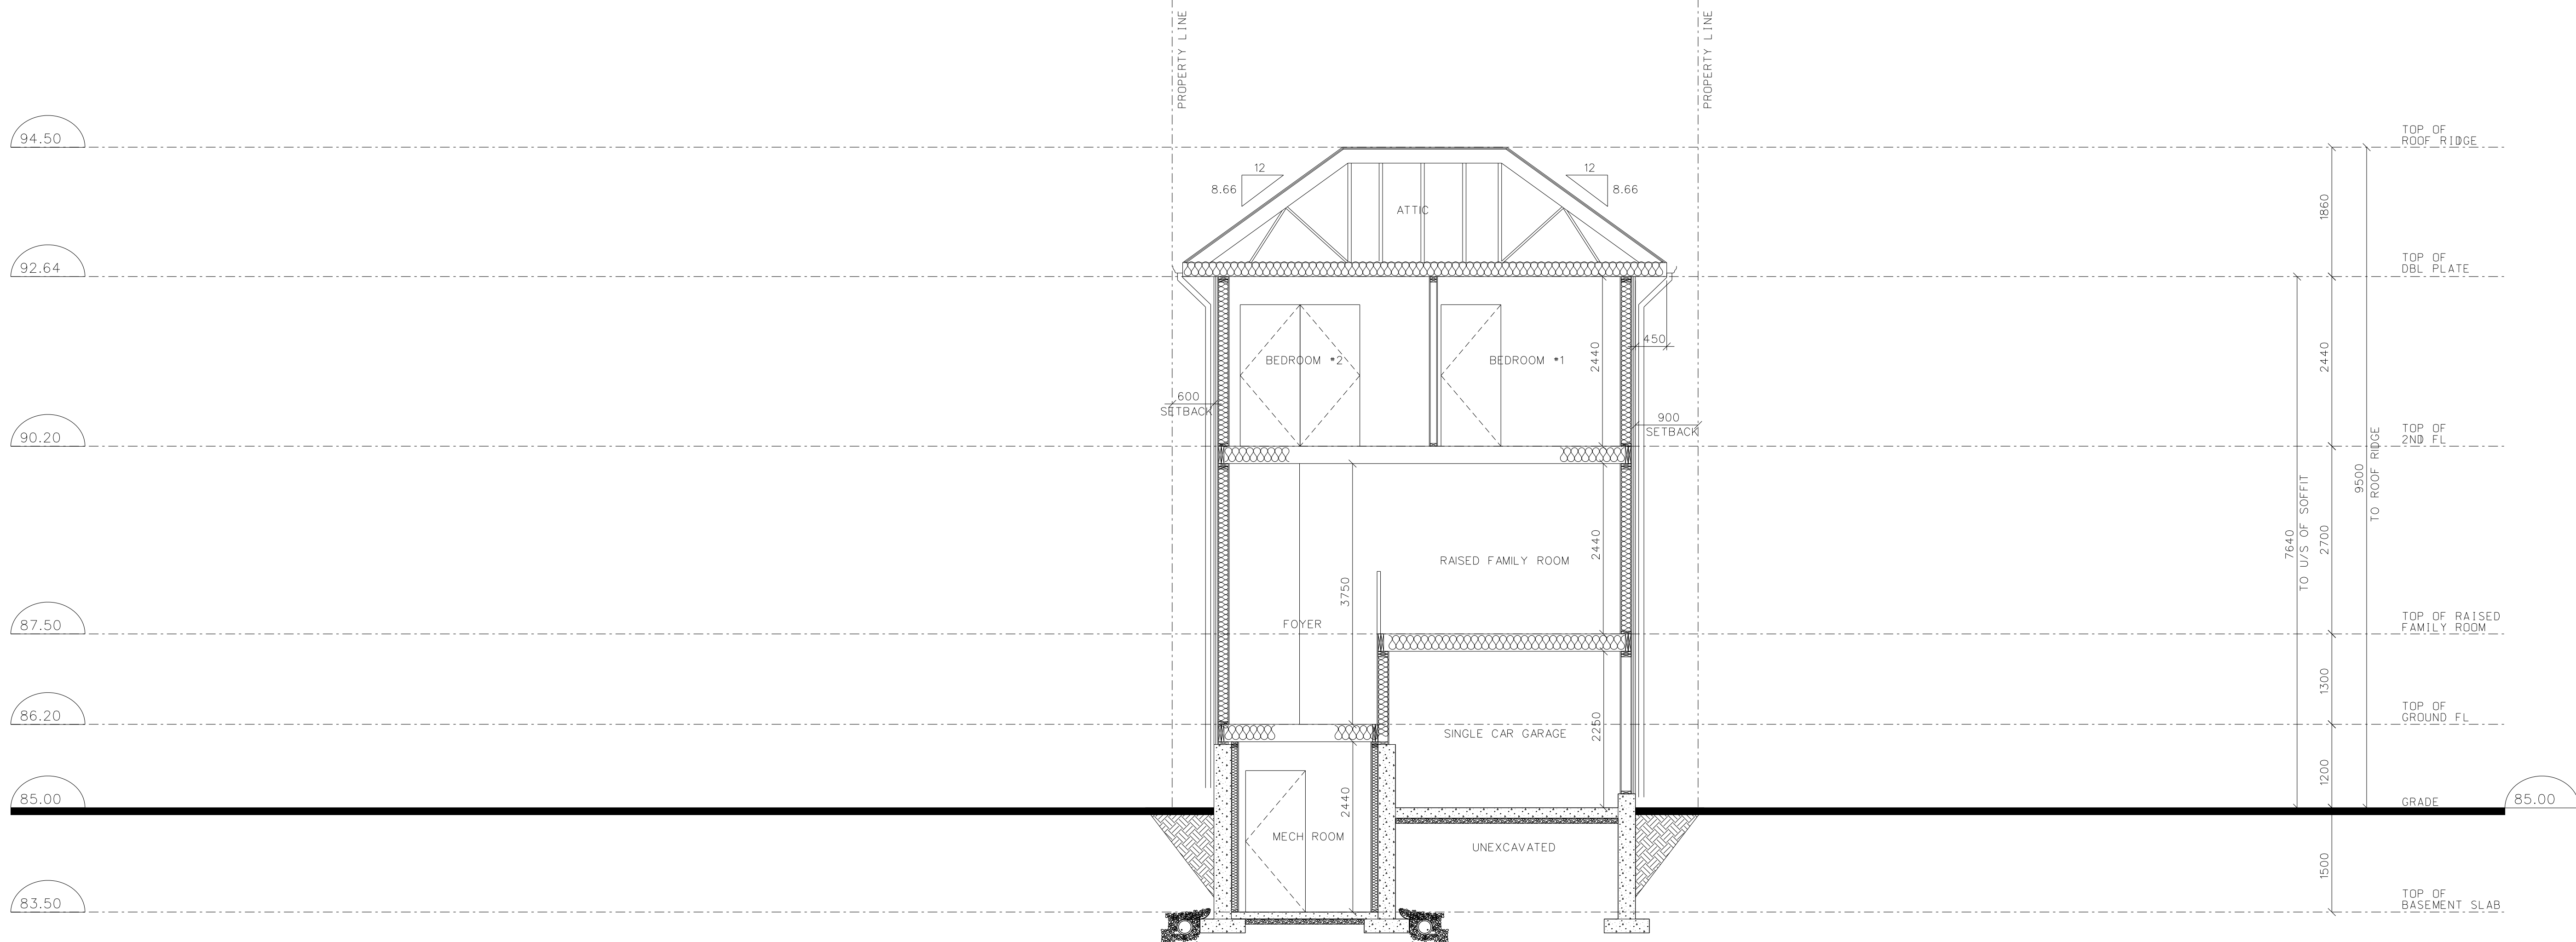 PROPERTY LINE
PROPERTY LINE
94.50
TOP OF
ROOF RIDGE
12
8.66
12
8.66
ATTIC
1860
92.64
TOP OF
DBL PLATE
450
BEDROOM #2
BEDROOM #1
2440
2440
600
SETBACK
900
SETBACK
90.20
TOP OF
2ND FL
9500
TO ROOF RIDGE
7640
TO U/S OF SOFFIT
2700
2440
RAISED FAMILY ROOM
3750
FOYER
87.50
TOP OF RAISED
FAMILY ROOM
1300
86.20
TOP OF
GROUND FL
SINGLE CAR GARAGE
2250
1200
85.00
GRADE
85.00
2440
MECH ROOM
UNEXCAVATED
1500
83.50
TOP OF
BASEMENT SLAB